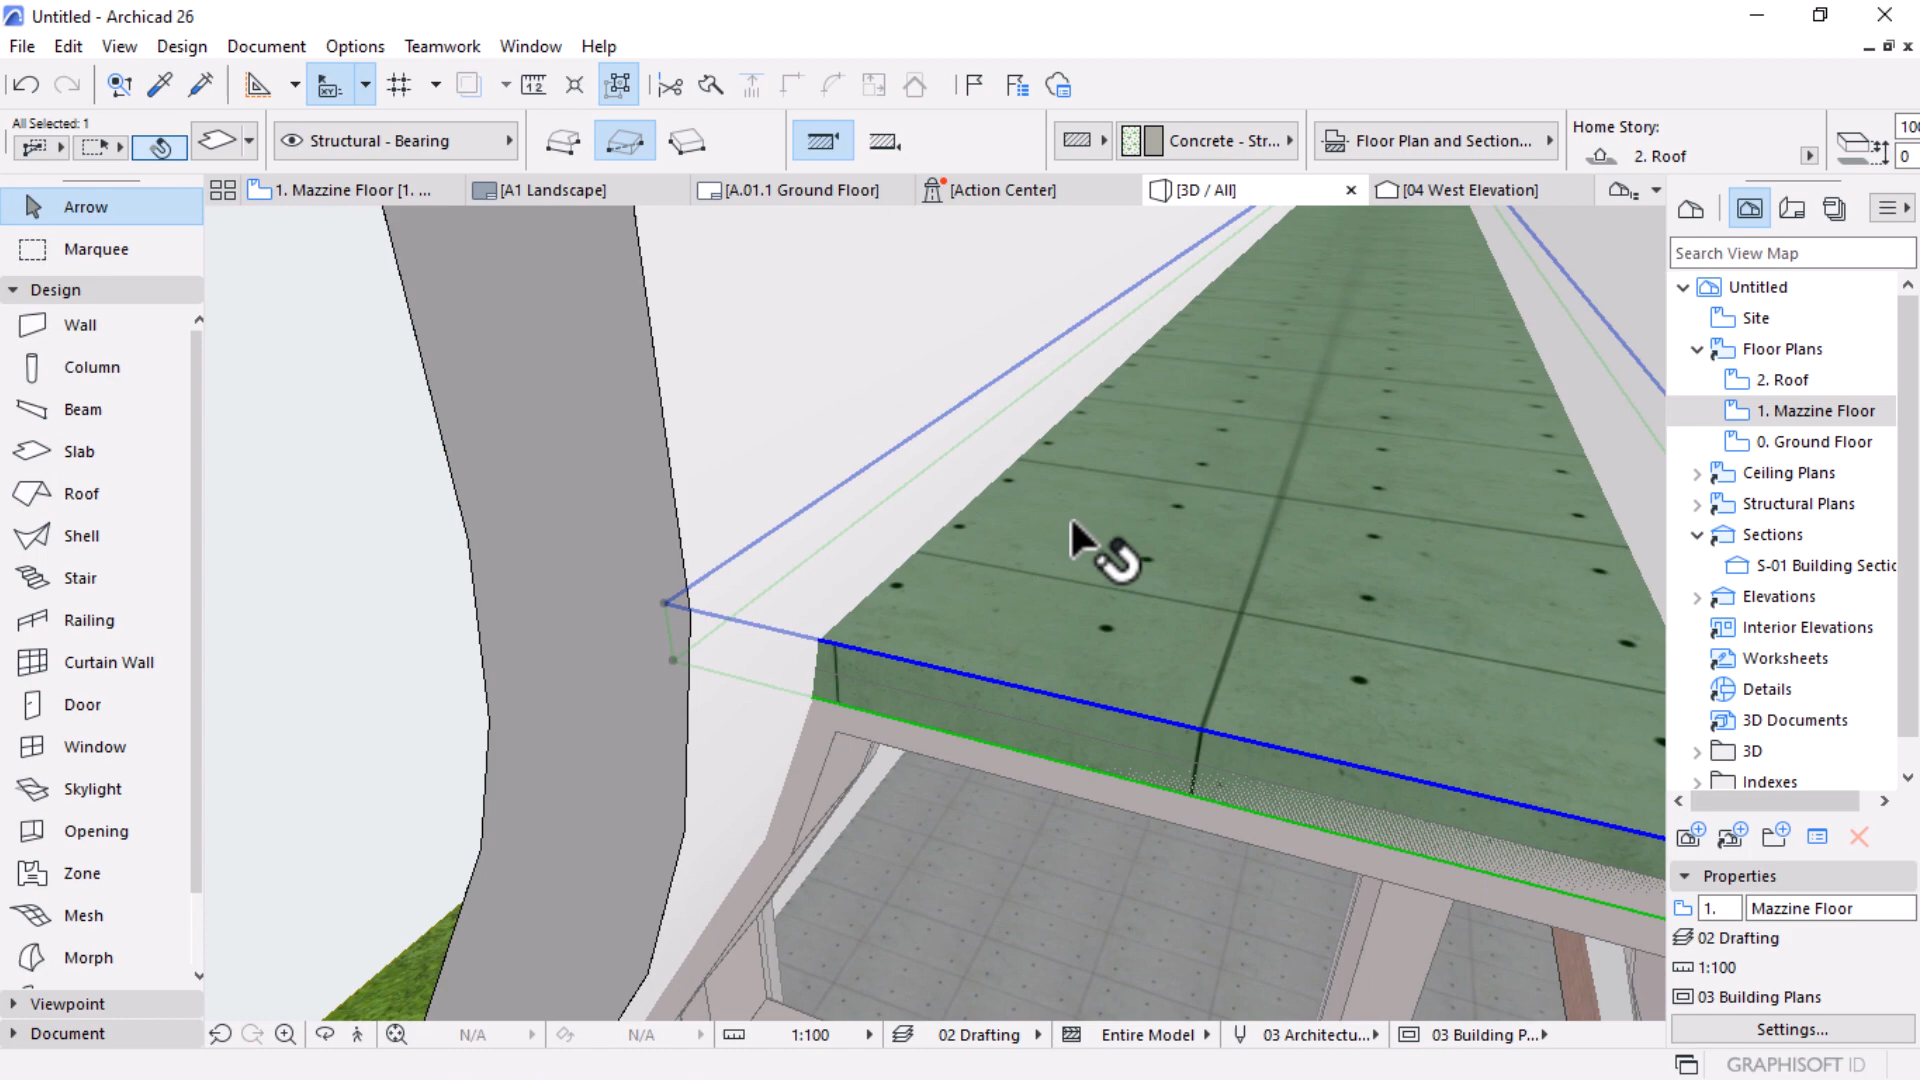 Untitled - Archicad 26
File Edit View Design Document Options Teamwork Window Help
All Selected: 1
Structural - Bearing
Concrete - Str...
Floor Plan and Section...
Home Story:
2. Roof
100
0
1. Mazzine Floor [1. ...
[A1 Landscape]
[A.01.1 Ground Floor]
[Action Center]
[3D / All]
[04 West Elevation]
Arrow
Marquee
Design
Wall
Column
Beam
Slab
Roof
Shell
Stair
Railing
Curtain Wall
Door
Window
Skylight
Opening
Zone
Mesh
Morph
Viewpoint
Document
Search View Map
Untitled
Site
Floor Plans
2. Roof
1. Mazzine Floor
0. Ground Floor
Ceiling Plans
Structural Plans
Sections
S-01 Building Sectic
Elevations
Interior Elevations
Worksheets
Details
3D Documents
3D
Indexes
Properties
1. Mazzine Floor
02 Drafting
1:100
03 Building Plans
Settings...
N/A
N/A
1:100
02 Drafting
Entire Model
03 Architectu...
03 Building P...
GRAPHISOFT ID